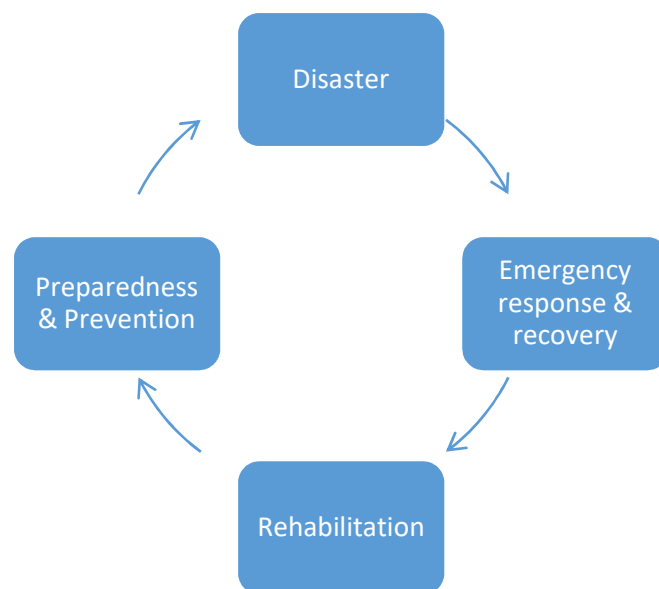 Disaster
Emergency
response &
recovery
Rehabilitation
Preparedness
& Prevention